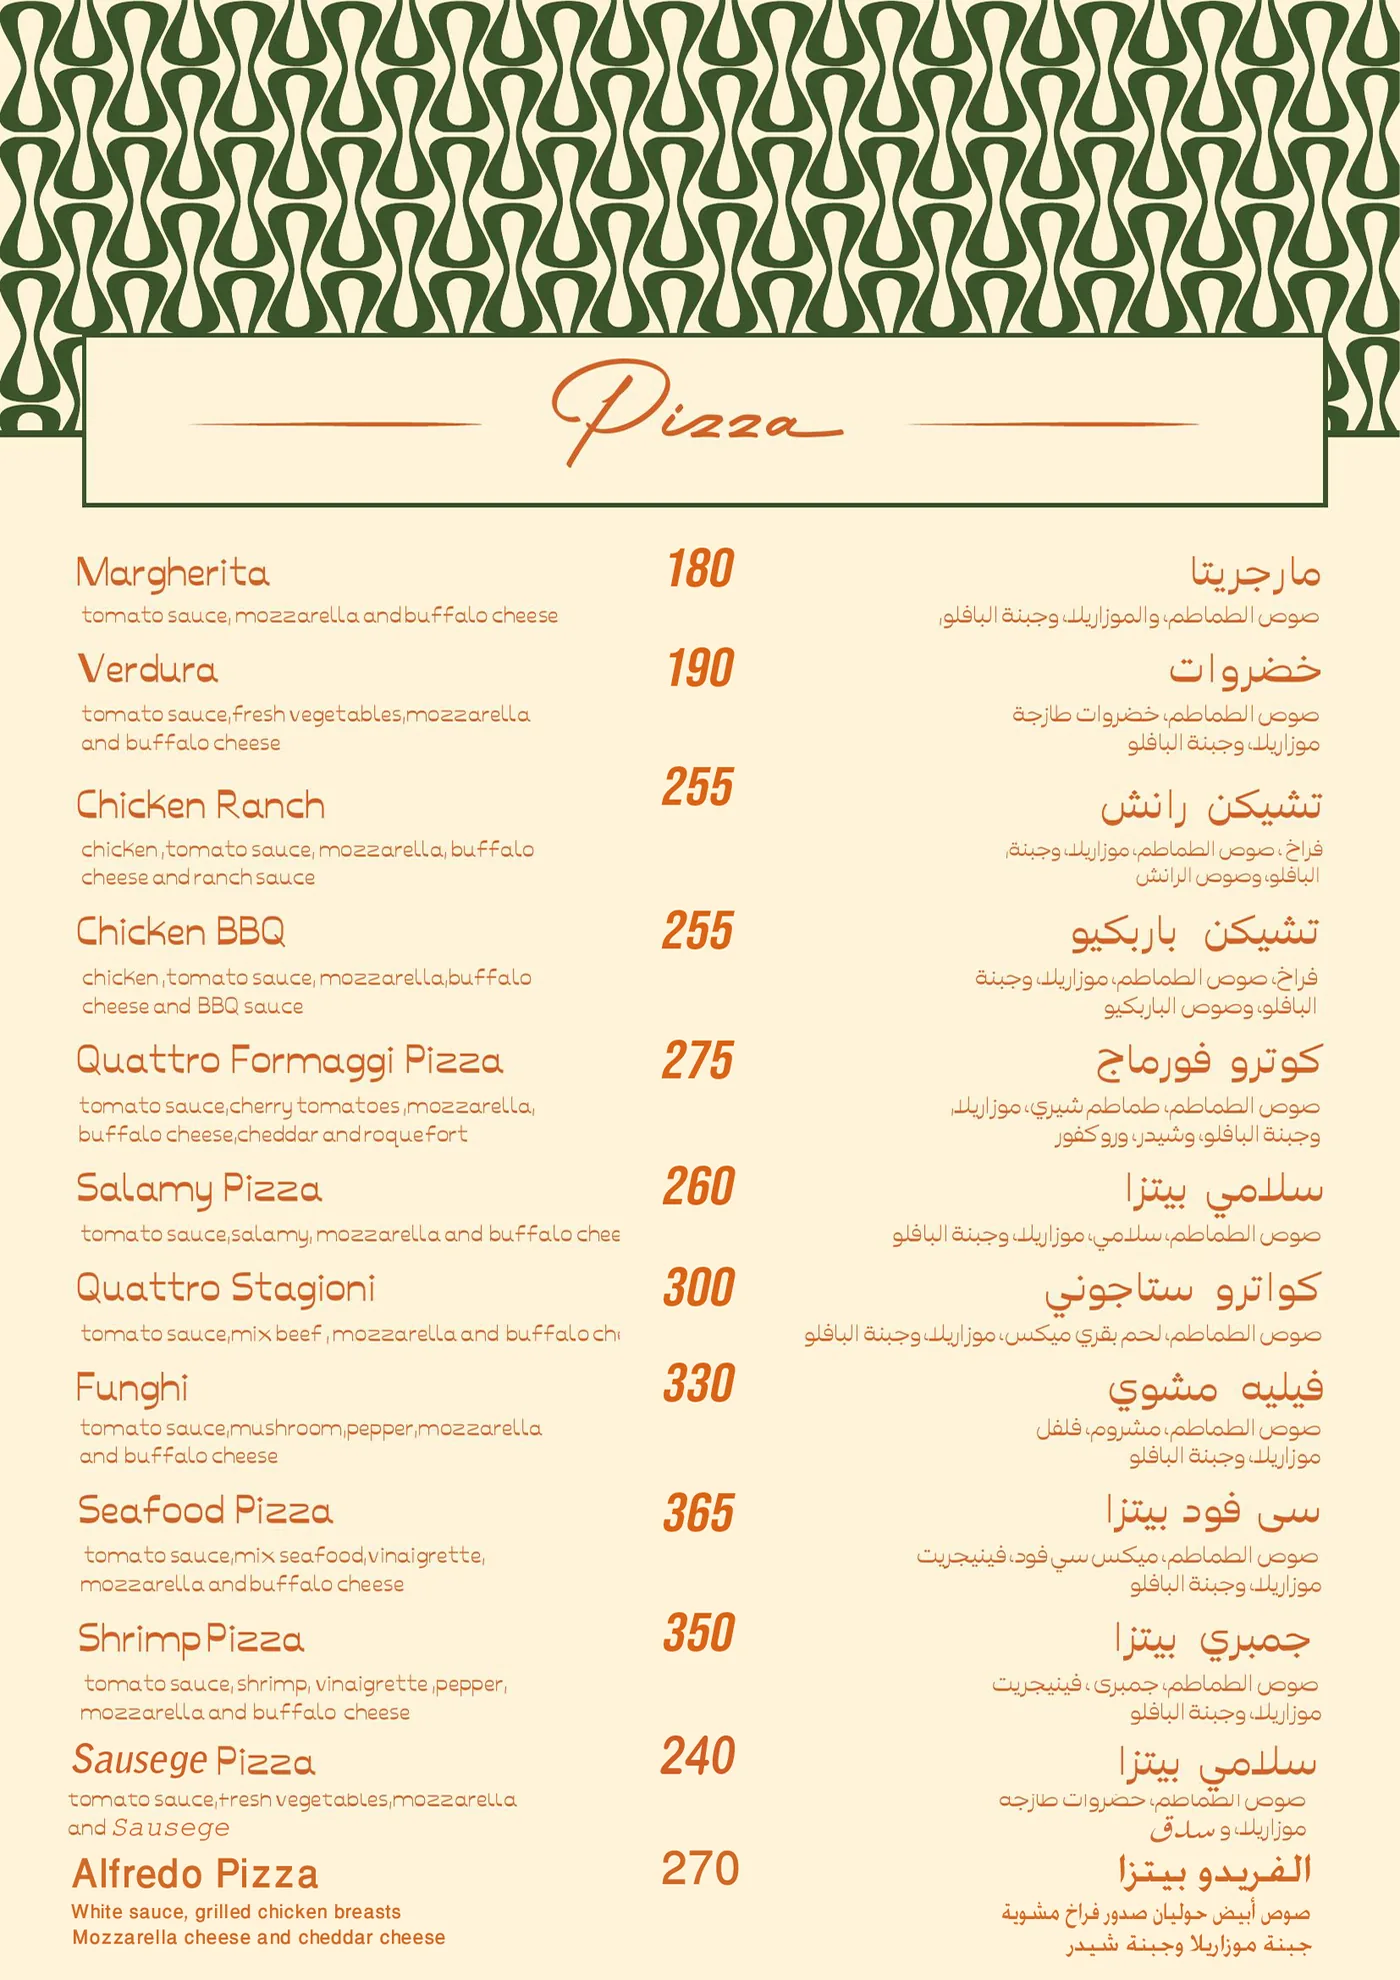 Pizza
Margherita 180 مارجريتا
tomato sauce, mozzarella and buffalo cheese صوص الطماطم، والموزاريلا، وجبنة البافلو,
Verdura 190 خضروات
tomato sauce,fresh vegetables,mozzarella صوص الطماطم، خضروات طازجة
and buffalo cheese موزاريلا، وجبنة البافلو
Chicken Ranch 255 تشيكن رانش
chicken ,tomato sauce, mozzarella, buffalo فراخ ، صوص الطماطم، موزاريلا، وجبنة,
cheese and ranch sauce البافلو، وصوص الرانش
Chicken BBQ 255 تشيكن باربكيو
chicken ,tomato sauce, mozzarella,buffalo فراخ، صوص الطماطم، موزاريلا، وجبنة
cheese and BBQ sauce البافلو، وصوص الباربكيو
Quattro Formaggi Pizza 275 كوترو فورماج
tomato sauce,cherry tomatoes ,mozzarella, صوص الطماطم، طماطم شيري، موزاريلا,
buffalo cheese,cheddar and roquefort وجبنة البافلو، وشيدر، وروكفور
Salamy Pizza 260 سلامي بيتزا
tomato sauce,salamy, mozzarella and buffalo chee صوص الطماطم، سلامي، موزاريلا، وجبنة البافلو
Quattro Stagioni 300 كواترو ستاجوني
tomato sauce,mix beef , mozzarella and buffalo ch صوص الطماطم، لحم بقري ميكس، موزاريلا، وجبنة البافلو
Funghi 330 فيليه مشوي
tomato sauce,mushroom,pepper,mozzarella صوص الطماطم، مشروم، فلفل
and buffalo cheese موزاريلا، وجبنة البافلو
Seafood Pizza 365 سى فود بيتزا
tomato sauce,mix seafood,vinaigrette, صوص الطماطم، ميكس سي فود، فينيجريت
mozzarella and buffalo cheese موزاريلا، وجبنة البافلو
Shrimp Pizza 350 جمبري بيتزا
tomato sauce, shrimp, vinaigrette ,pepper, صوص الطماطم، جمبرى ، فينيجريت
mozzarella and buffalo cheese موزاريلا، وجبنة البافلو
Sausege Pizza 240 سلامي بيتزا
tomato sauce,fresh vegetables,mozzarella صوص الطماطم، خضروات طازجه
and Sausege موزاريلا، و سدق
Alfredo Pizza 270 الفريدو بيتزا
White sauce, grilled chicken breasts صوص أبيض حوليان صدور فراخ مشوية
Mozzarella cheese and cheddar cheese جبنة موزاريلا وجبنة شيدر